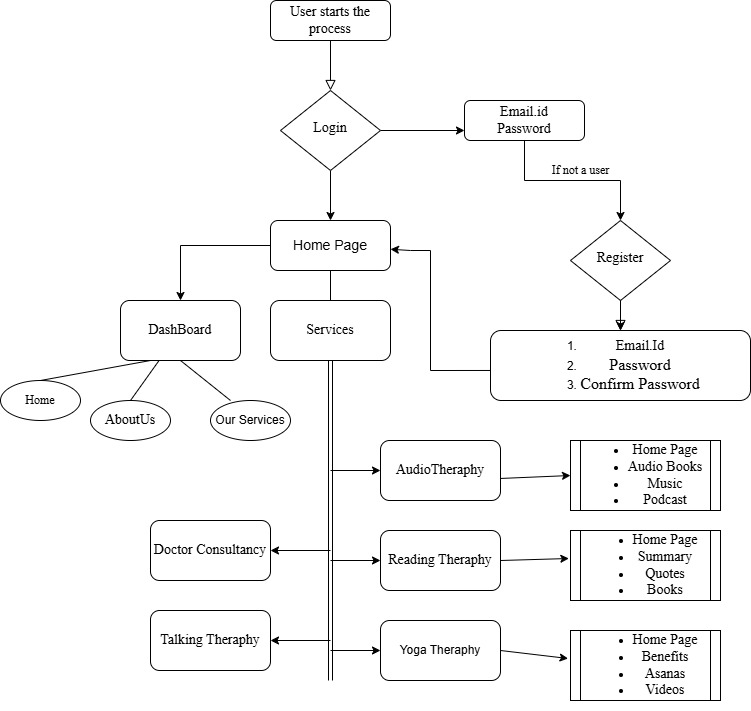 User starts the
process
Login
Email.id
Password
If not a user
Home Page
Register
DashBoard
Services
1. Email.Id
2. Password
3. Confirm Password
Home
AboutUs
Our Services
AudioTheraphy
• Home Page
• Audio Books
• Music
• Podcast
Doctor Consultancy
Reading Theraphy
• Home Page
• Summary
• Quotes
• Books
Talking Theraphy
Yoga Theraphy
• Home Page
• Benefits
• Asanas
• Videos